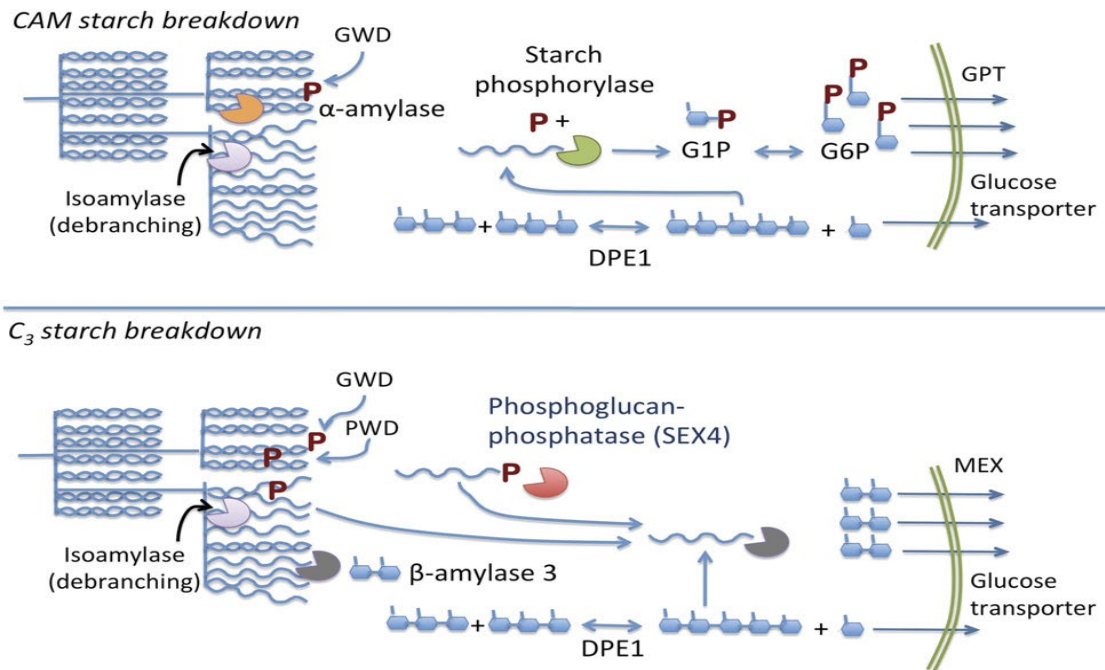 CAM starch breakdown
GWD
P
α-amylase
Isoamylase
(debranching)
Starch
phosphorylase
P +
P
G1P
P
P
P
G6P
GPT
Glucose
transporter
+
+
DPE1
C3 starch breakdown
GWD
PWD
P
P
P
Isoamylase
(debranching)
β-amylase 3
Phosphoglucan-
phosphatase (SEX4)
P
MEX
Glucose
transporter
+
+
DPE1